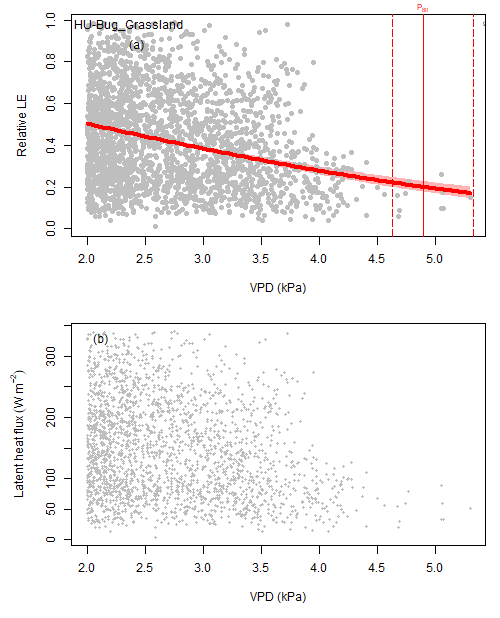 P80
HU-Bug_Grassland
(a)
1.0
0.8
0.6
0.4
0.2
0.0
Relative LE
2.0 2.5 3.0 3.5 4.0 4.5 5.0
VPD (kPa)
(b)
300
200
100
50
0
Latent heat flux (W m⁻²)
2.0 2.5 3.0 3.5 4.0 4.5 5.0
VPD (kPa)